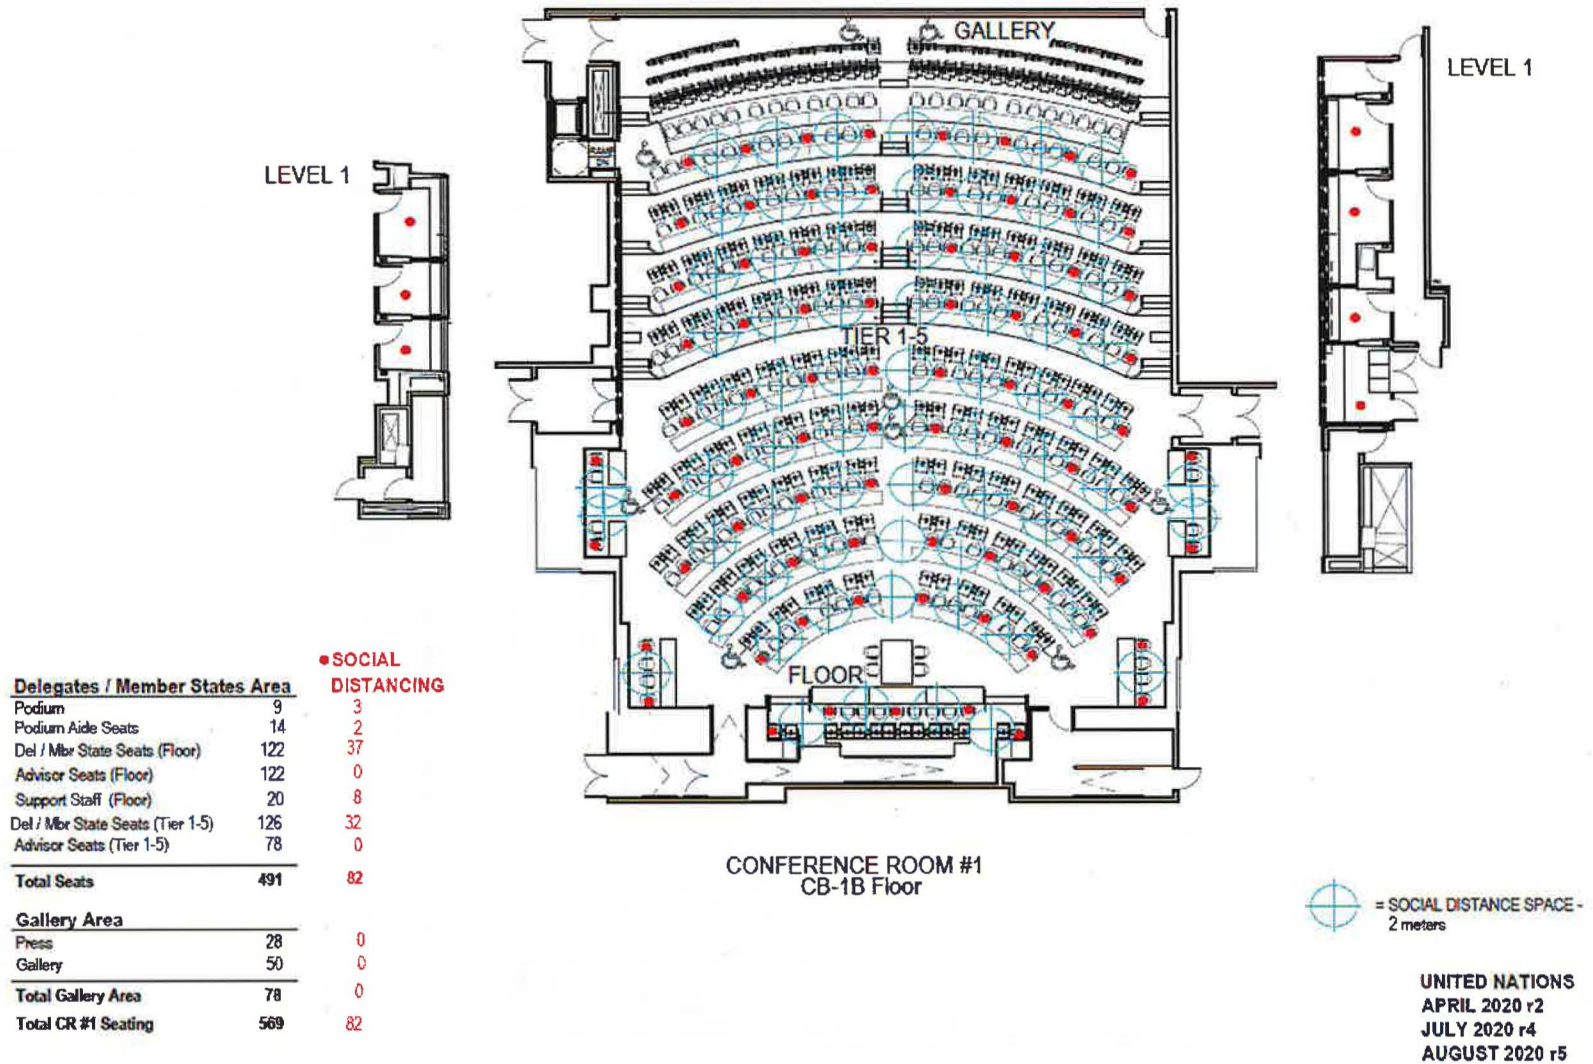 GALLERY
LEVEL 1
LEVEL 1
RAMP
DN
TIER 1-5
FLOOR
● SOCIAL
DISTANCING
Delegates / Member States Area
Podium 9 3
Podium Aide Seats 14 2
Del / Mbr State Seats (Floor) 122 37
Advisor Seats (Floor) 122 0
Support Staff (Floor) 20 8
Del / Mbr State Seats (Tier 1-5) 126 32
Advisor Seats (Tier 1-5) 78 0
Total Seats 491 82
Gallery Area
Press 28 0
Gallery 50 0
Total Gallery Area 78 0
Total CR #1 Seating 569 82
CONFERENCE ROOM #1
CB-1B Floor
= SOCIAL DISTANCE SPACE -
2 meters
UNITED NATIONS
APRIL 2020 r2
JULY 2020 r4
AUGUST 2020 r5